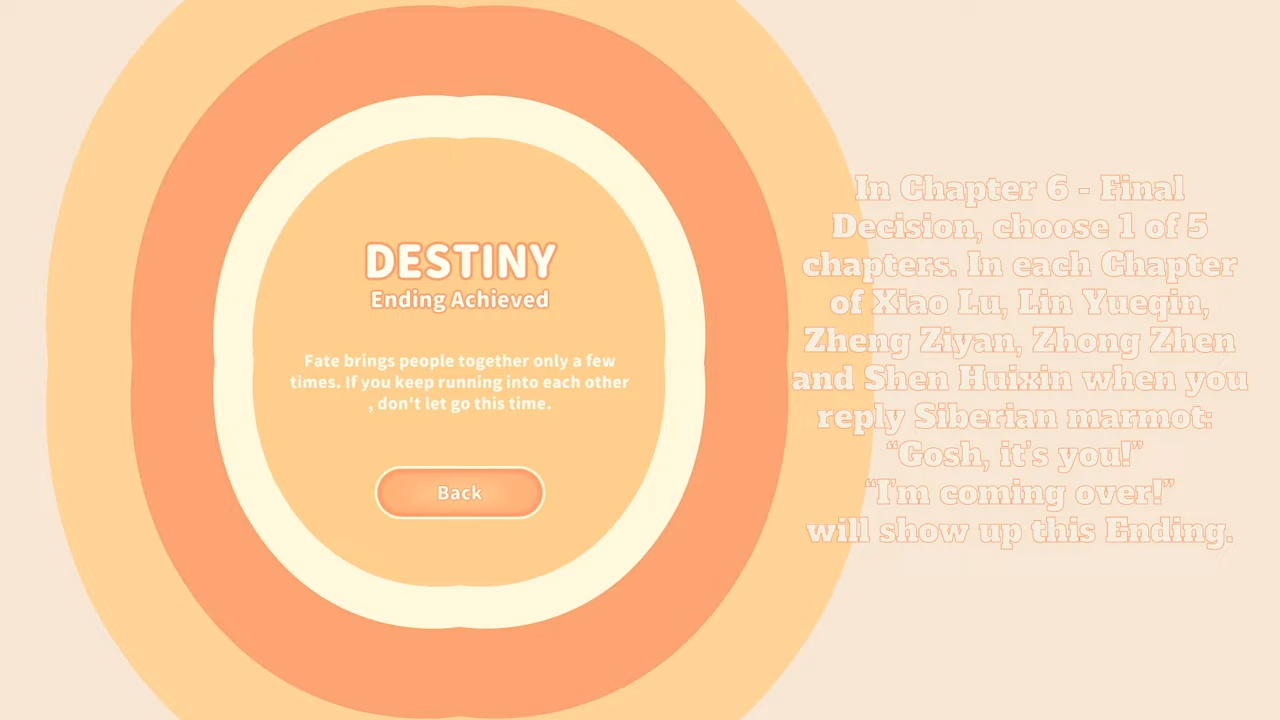 DESTINY
Ending Achieved
Fate brings people together only a few
times. If you keep running into each other
, don't let go this time.
Back
In Chapter 6 - Final
Decision, choose 1 of 5
chapters. In each Chapter
of Xiao Lu, Lin Yueqin,
Zheng Ziyan, Zhong Zhen
and Shen Huixin when you
reply Siberian marmot:
“Gosh, it’s you!”
“I’m coming over!”
will show up this Ending.